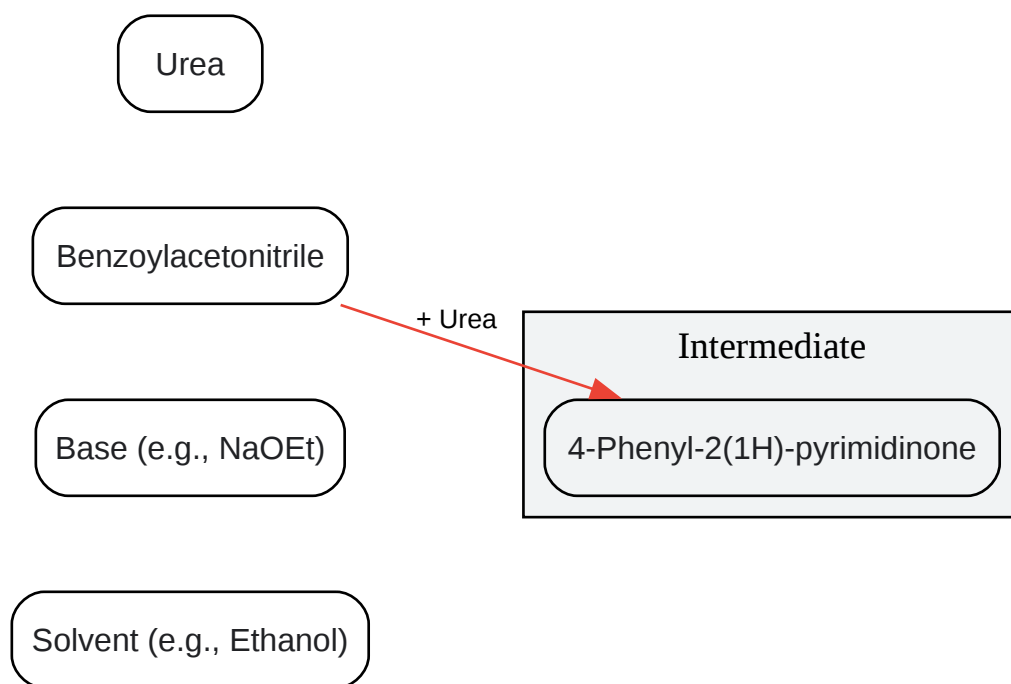 Urea
Benzoylacetonitrile
+ Urea
Intermediate
4-Phenyl-2(1H)-pyrimidinone
Base (e.g., NaOEt)
Solvent (e.g., Ethanol)